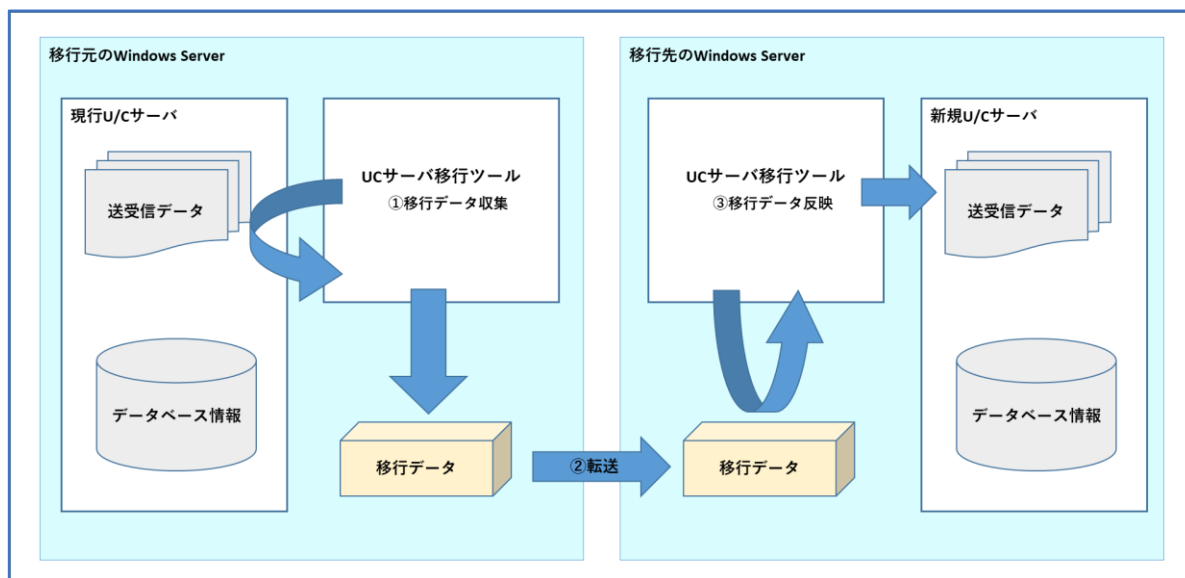 移行元のWindows Server
現行U/Cサーバ
送受信データ
データベース情報
UCサーバ移行ツール
①移行データ収集
移行データ
②転送
移行先のWindows Server
UCサーバ移行ツール
③移行データ反映
移行データ
新規U/Cサーバ
送受信データ
データベース情報